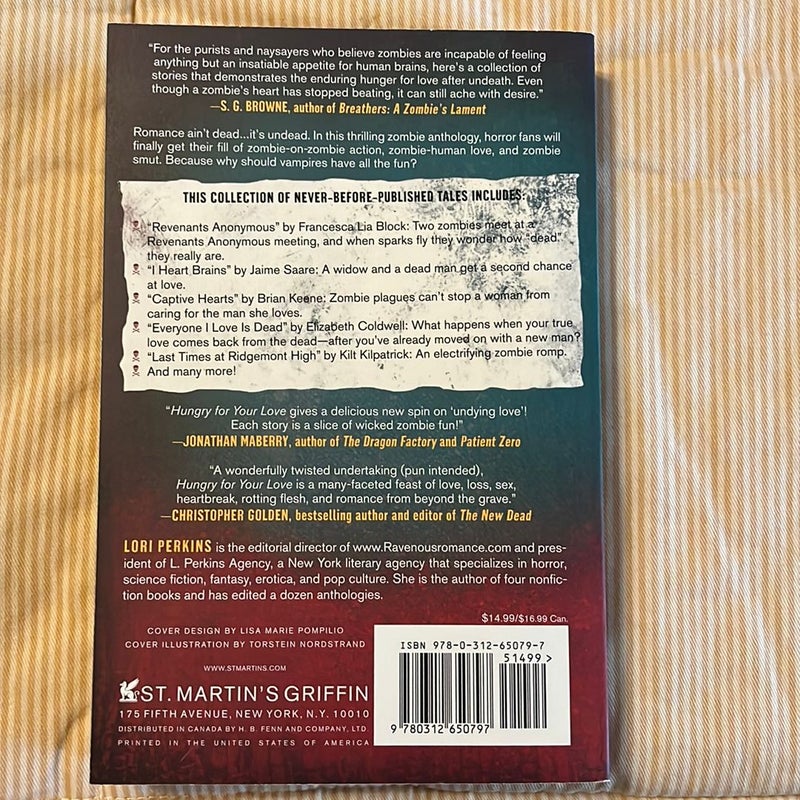 “For the purists and naysayers who believe zombies are incapable of feeling
anything but an insatiable appetite for human brains, here’s a collection of
stories that demonstrates the enduring hunger for love after undeath. Even
though a zombie’s heart has stopped beating, it can still ache with desire.”
—S. G. BROWNE, author of Breathers: A Zombie’s Lament
Romance ain’t dead...it’s undead. In this thrilling zombie anthology, horror fans will
finally get their fill of zombie-on-zombie action, zombie-human love, and zombie
smut. Because why should vampires have all the fun?
THIS COLLECTION OF NEVER-BEFORE-PUBLISHED TALES INCLUDES:
“Revenants Anonymous” by Francesca Lia Block: Two zombies meet at a
Revenants Anonymous meeting, and when sparks fly they wonder how “dead”
they really are.
“I Heart Brains” by Jaime Saare: A widow and a dead man get a second chance
at love.
“Captive Hearts” by Brian Keene: Zombie plagues can’t stop a woman from
caring for the man she loves.
“Everyone I Love Is Dead” by Elizabeth Coldwell: What happens when your true
love comes back from the dead—after you’ve already moved on with a new man?
“Last Times at Ridgemont High” by Kilt Kilpatrick: An electrifying zombie romp.
And many more!
“Hungry for Your Love gives a delicious new spin on ‘undying love’!
Each story is a slice of wicked zombie fun!”
—JONATHAN MABERRY, author of The Dragon Factory and Patient Zero
“A wonderfully twisted undertaking (pun intended),
Hungry for Your Love is a many-faceted feast of love, loss, sex,
heartbreak, rotting flesh, and romance from beyond the grave.”
—CHRISTOPHER GOLDEN, bestselling author and editor of The New Dead
LORI PERKINS is the editorial director of www.Ravenousromance.com and pres-
ident of L. Perkins Agency, a New York literary agency that specializes in horror,
science fiction, fantasy, erotica, and pop culture. She is the author of four nonfic-
tion books and has edited a dozen anthologies.
$14.99/$16.99 Can.
COVER DESIGN BY LISA MARIE POMPILIO
COVER ILLUSTRATION BY TORSTEIN NORDSTRAND
WWW.STMARTINS.COM
ST. MARTIN’S GRIFFIN
175 FIFTH AVENUE, NEW YORK, N.Y. 10010
DISTRIBUTED IN CANADA BY H. B. FENN AND COMPANY, LTD.
PRINTED IN THE UNITED STATES OF AMERICA
ISBN 978-0-312-65079-7
51499>
9 780312 650797